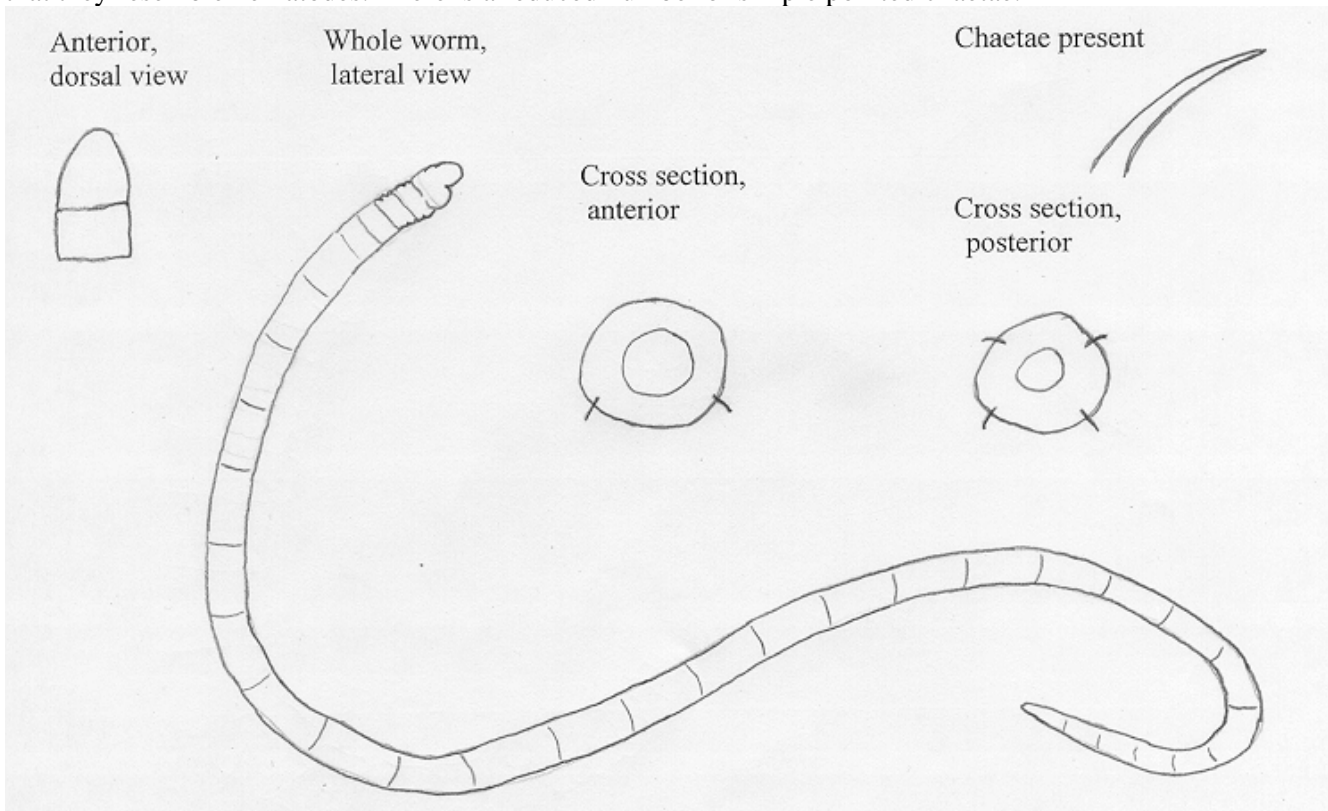 Anterior,
dorsal view
Whole worm,
lateral view
Chaetae present
Cross section,
anterior
Cross section,
posterior